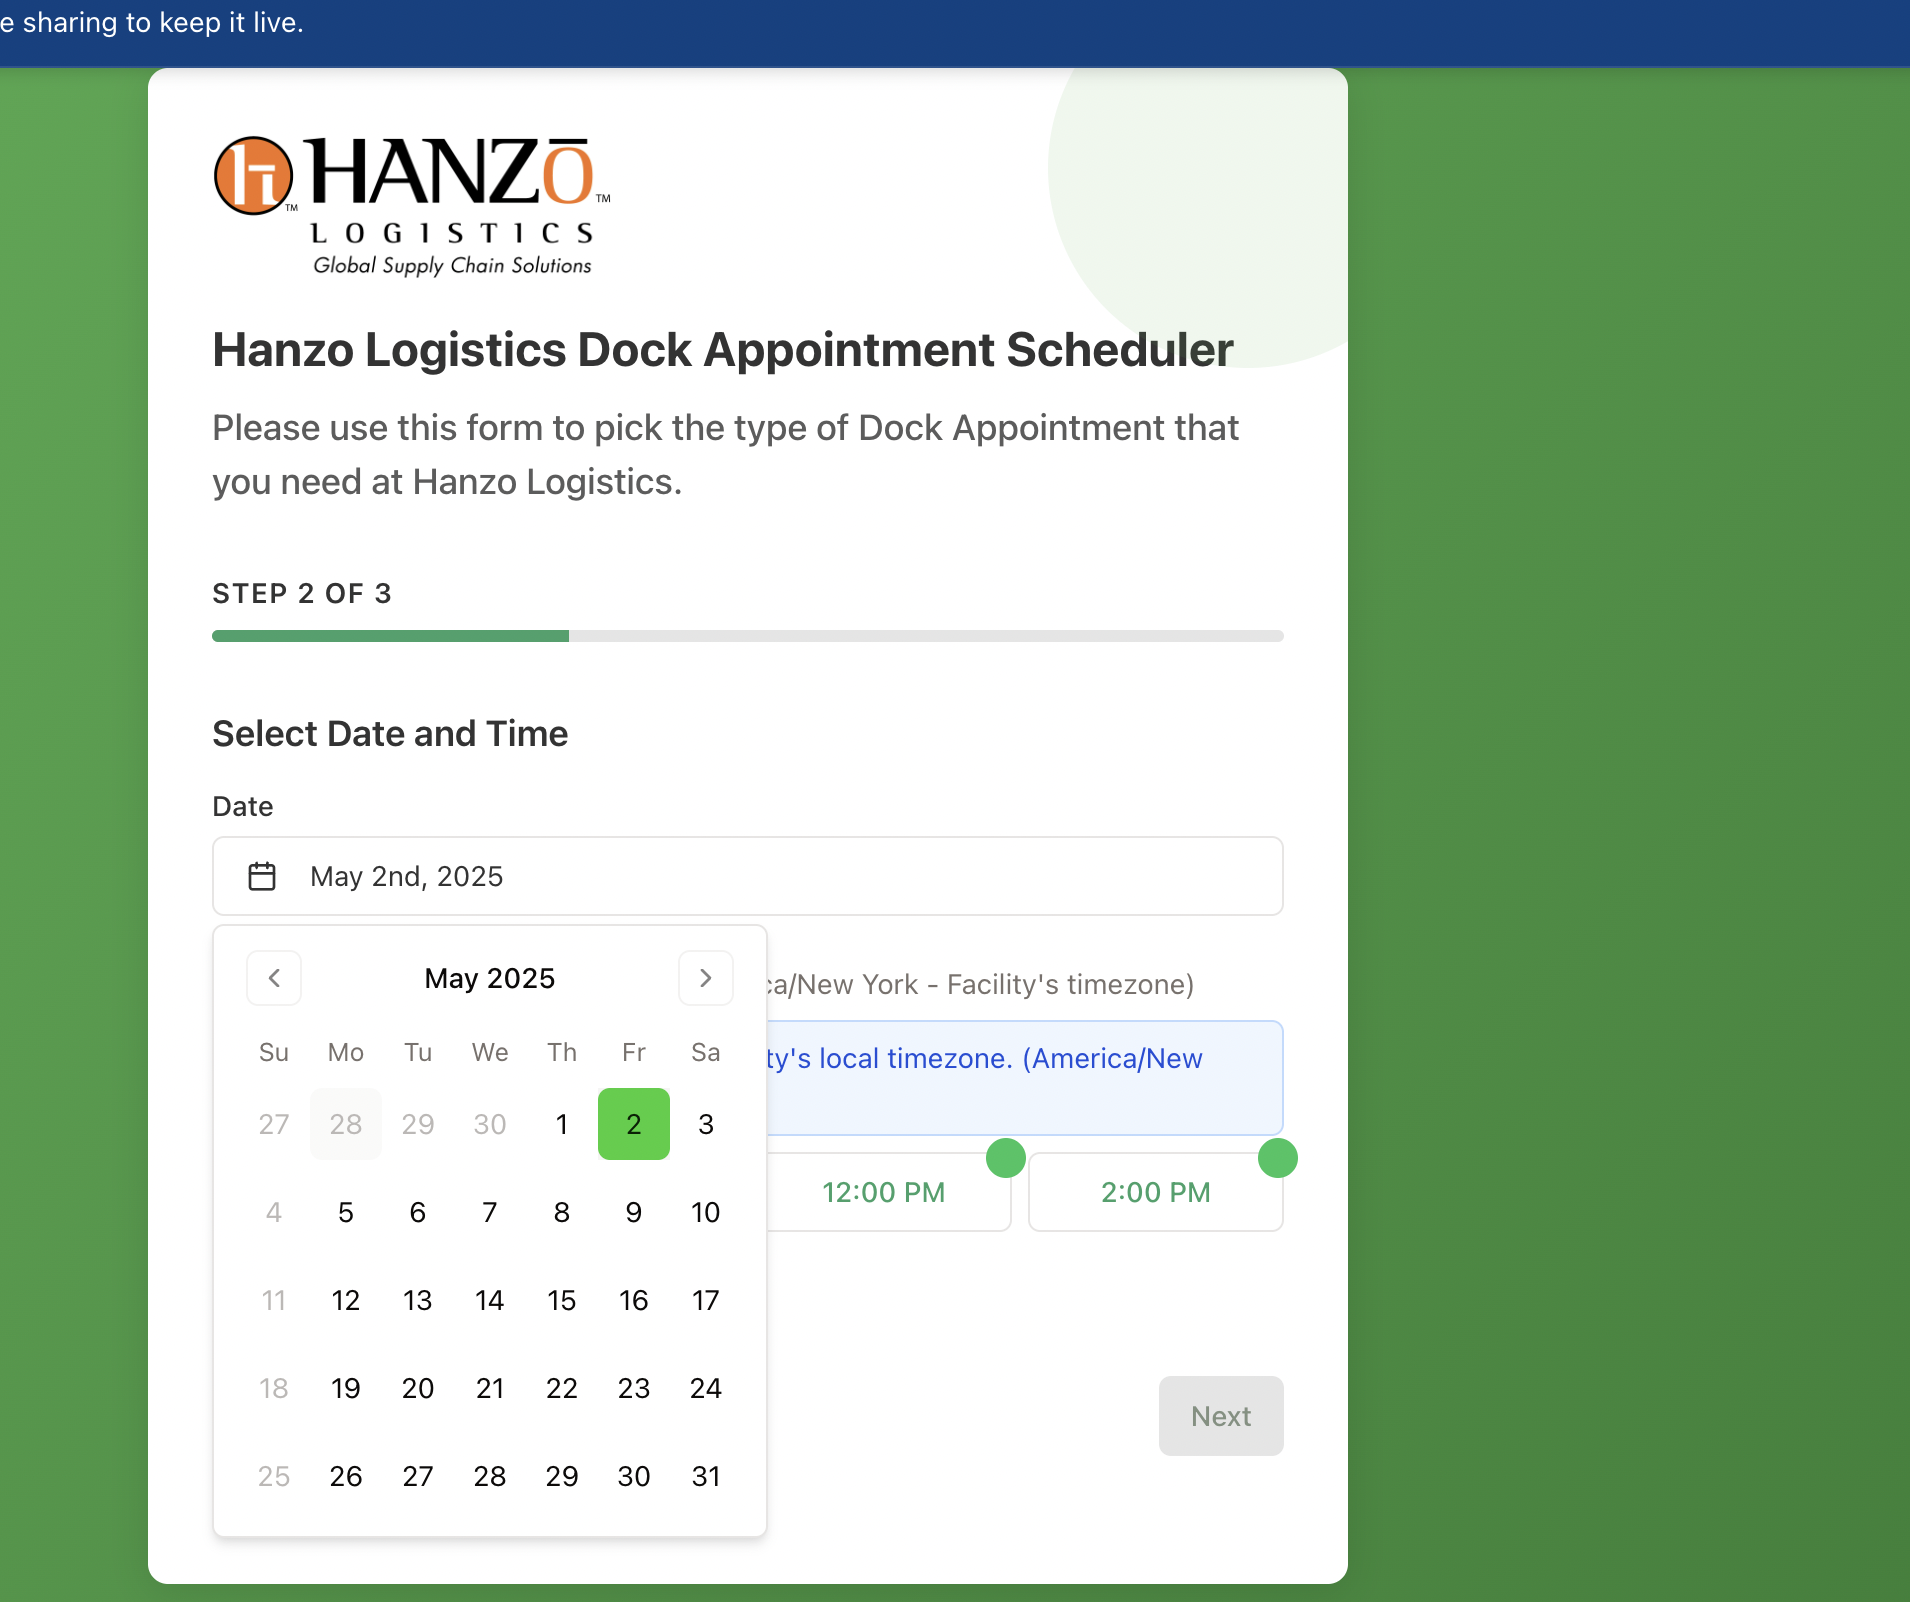 e sharing to keep it live.
h
TM
HANZŌ
TM
LOGISTICS
Global Supply Chain Solutions
Hanzo Logistics Dock Appointment Scheduler
Please use this form to pick the type of Dock Appointment that
you need at Hanzo Logistics.
STEP 2 OF 3
Select Date and Time
Date
May 2nd, 2025
May 2025
Su Mo Tu We Th Fr Sa
27 28 29 30 1 2 3
4 5 6 7 8 9 10
11 12 13 14 15 16 17
18 19 20 21 22 23 24
25 26 27 28 29 30 31
ca/New York - Facility's timezone)
ty's local timezone. (America/New
12:00 PM
2:00 PM
Next